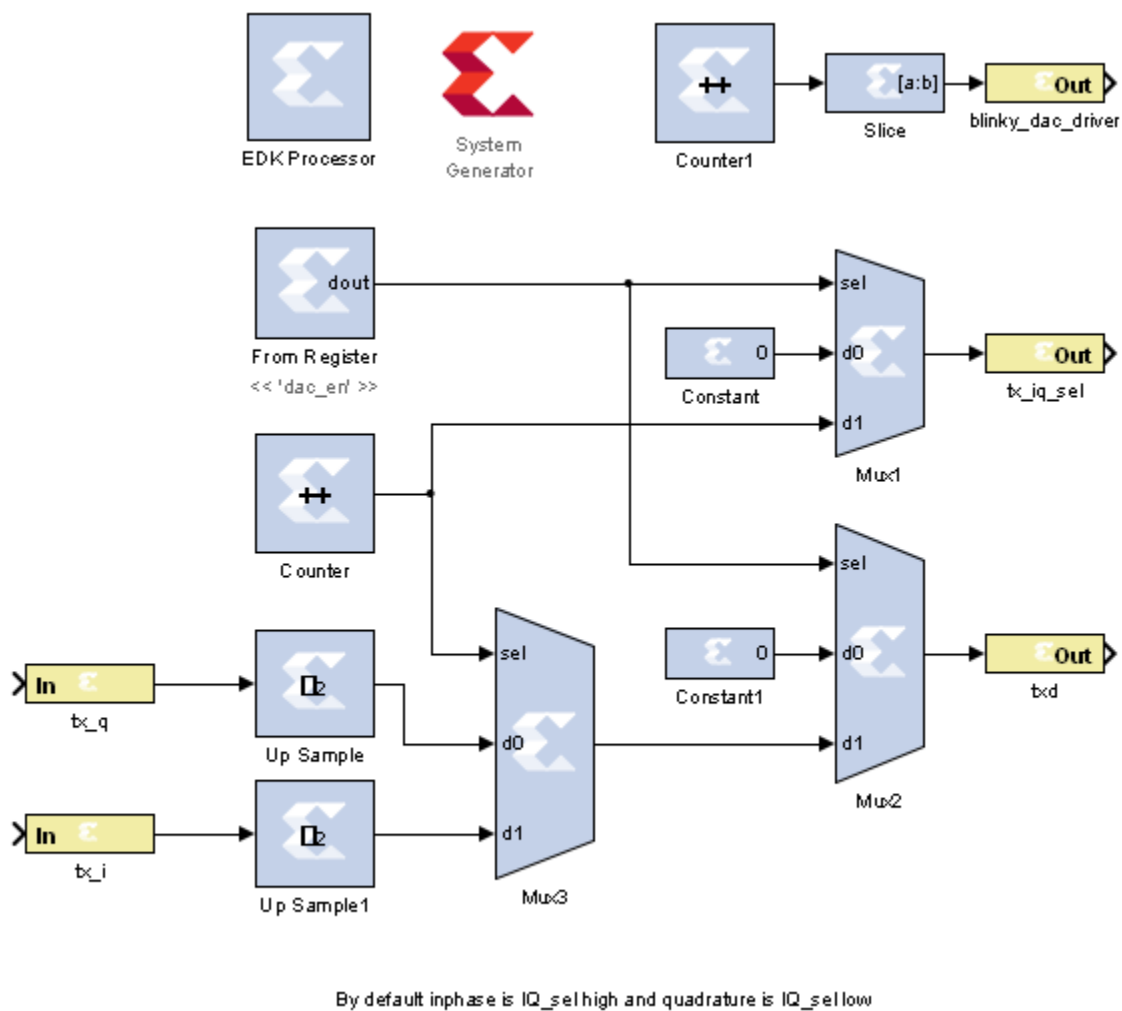 [a:b]
Out
EDK Processor
System
Generator
Counter1
Slice
blinky_dac_driver
dout
sel
From Register
<< 'dac_en' >>
0
d0
Constant
Out
tx_iq_sel
d1
Mux1
++
Counter
sel
0
d0
Constant1
Out
txd
In
tx_q
2
Up Sample
sel
d0
d1
Mux2
In
tx_i
2
Up Sample1
d1
Mux3
By default inphase is IQ_sel high and quadrature is IQ_sel low